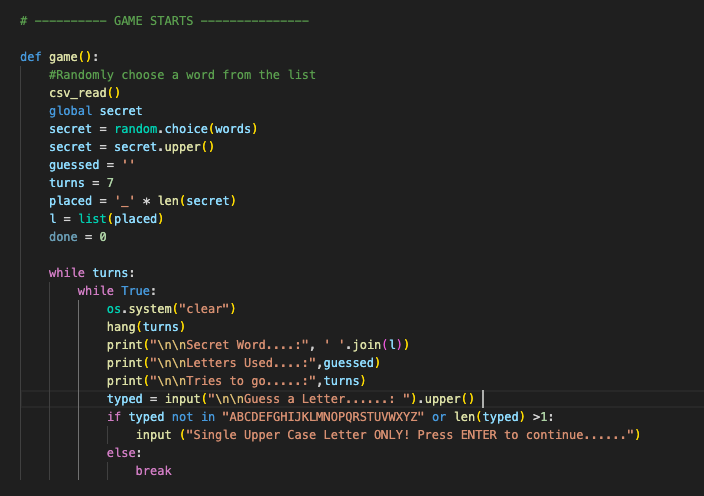 # ---------- GAME STARTS ---------------
def game():
    #Randomly choose a word from the list
    csv_read()
    global secret
    secret = random.choice(words)
    secret = secret.upper()
    guessed = ''
    turns = 7
    placed = '_' * len(secret)
    l = list(placed)
    done = 0
    while turns:
        while True:
            os.system("clear")
            hang(turns)
            print("\n\nSecret Word....:", ' '.join(l))
            print("\n\nLetters Used....:",guessed)
            print("\n\nTries to go.....:",turns)
            typed = input("\n\nGuess a Letter......: ").upper()
            if typed not in "ABCDEFGHIJKLMNOPQRSTUVWXYZ" or len(typed) >1:
                input ("Single Upper Case Letter ONLY! Press ENTER to continue......")
            else:
                break